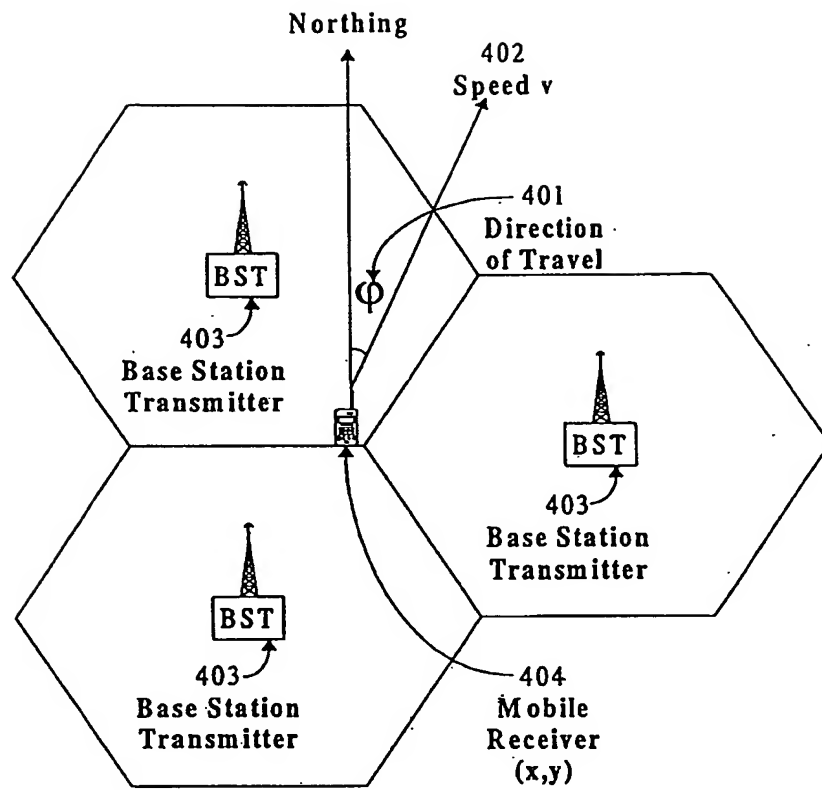 Northing
402
Speed v
401
Direction
of Travel
φ
BST
403
Base Station
Transmitter
BST
403
Base Station
Transmitter
BST
403
Base Station
Transmitter
404
Mobile
Receiver
(x,y)